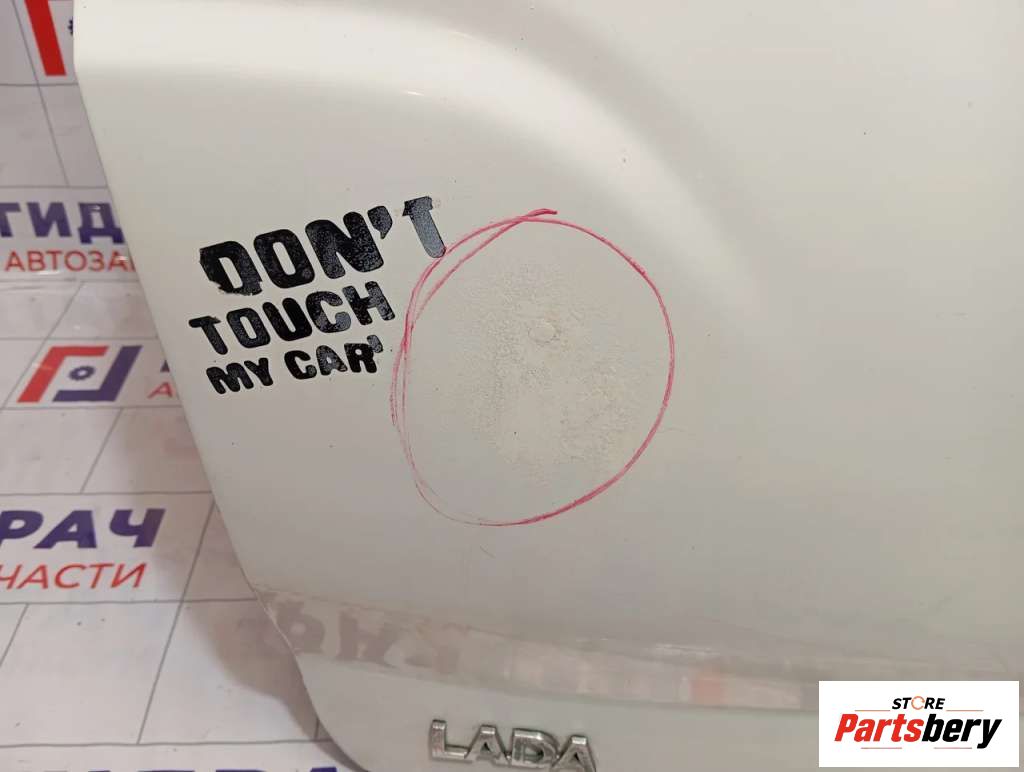 ГИД
АВТОЗА
DON'T
TOUCH
MY CAR'
РАЧ
ЧАСТИ
LADA
STORE
Partsbery